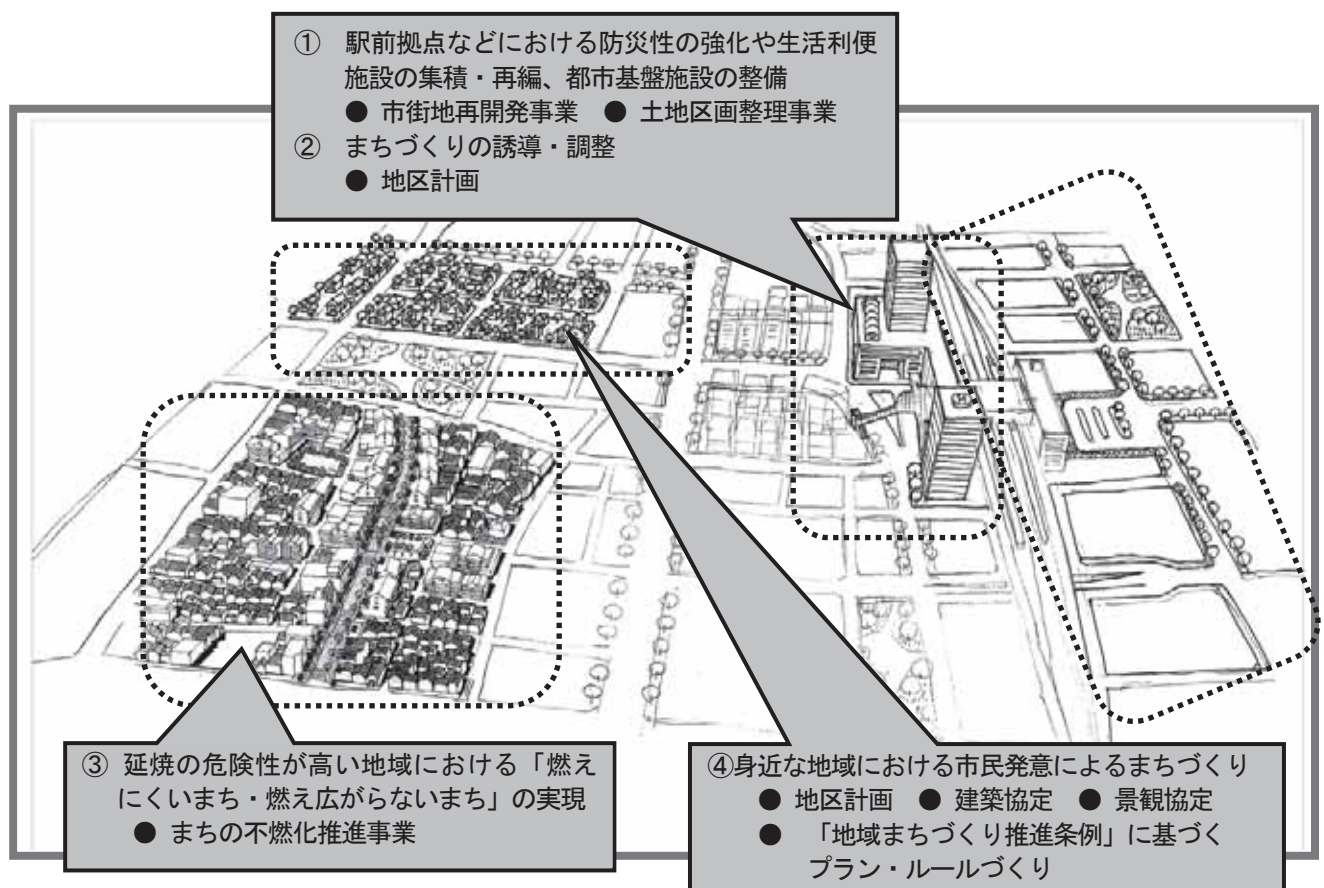 ① 駅前拠点などにおける防災性の強化や生活利便
施設の集積・再編、都市基盤施設の整備
● 市街地再開発事業 ● 土地区画整理事業
② まちづくりの誘導・調整
● 地区計画
③ 延焼の危険性が高い地域における「燃え
にくいまち・燃え広がらないまち」の実現
● まちの不燃化推進事業
④身近な地域における市民発意によるまちづくり
● 地区計画 ● 建築協定 ● 景観協定
● 「地域まちづくり推進条例」に基づく
プラン・ルールづくり